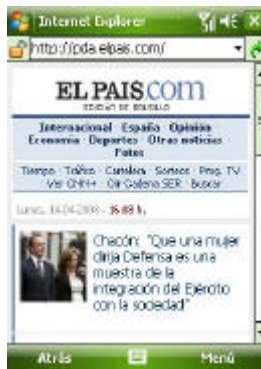 Internet Explorer
http://pda.elpais.com/
EL PAIS.com
EDICIÓN DE BOLSILLO
Internacional España Opinión
Economía Deportes Otras noticias
Fotos
Tiempo Tráfico Cartelera Sorteos Prog. TV
Ver CNN+ Oír Cadena SER Buscar
Lunes, 14-04-2008 - 16:08 h.
Chacón: "Que una mujer
dirija Defensa es una
muestra de la
integración del Ejército
con la sociedad"
Atrás
Menú